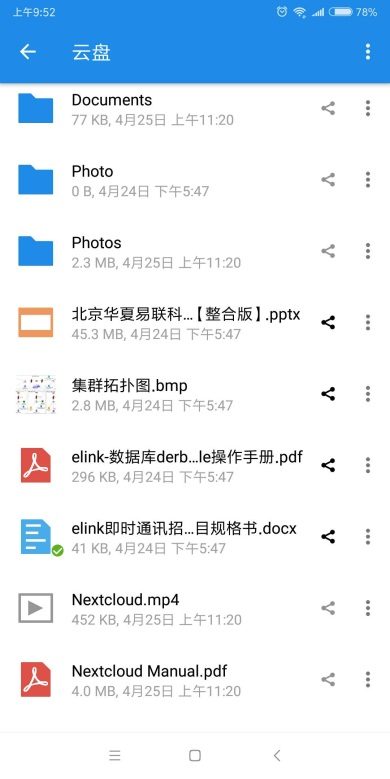 上午9:52
78%
云盘
Documents
77 KB, 4月25日 上午11:20
Photo
0 B, 4月24日 下午5:47
Photos
2.3 MB, 4月25日 上午11:20
北京华夏易联科...【整合版】.pptx
45.3 MB, 4月24日 下午5:47
集群拓扑图.bmp
2.8 MB, 4月24日 下午5:47
elink-数据库derb...le操作手册.pdf
296 KB, 4月24日 下午5:47
elink即时通讯招...目规格书.docx
41 KB, 4月24日 下午5:47
Nextcloud.mp4
452 KB, 4月25日 上午11:20
Nextcloud Manual.pdf
4.0 MB, 4月25日 上午11:20